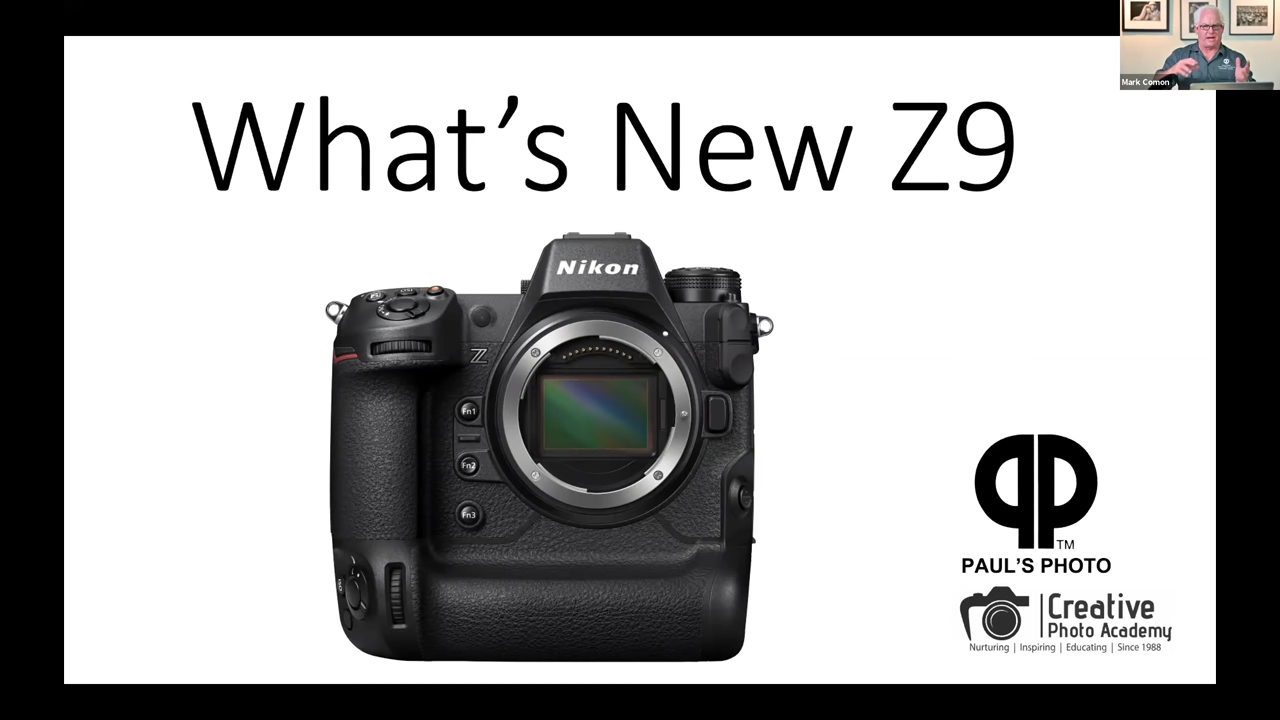 What's New Z9
Mark Comon
Nikon
Z
Fn1
Fn2
Fn3
TM
PAUL'S PHOTO
Creative
Photo Academy
Nurturing | Inspiring | Educating | Since 1988